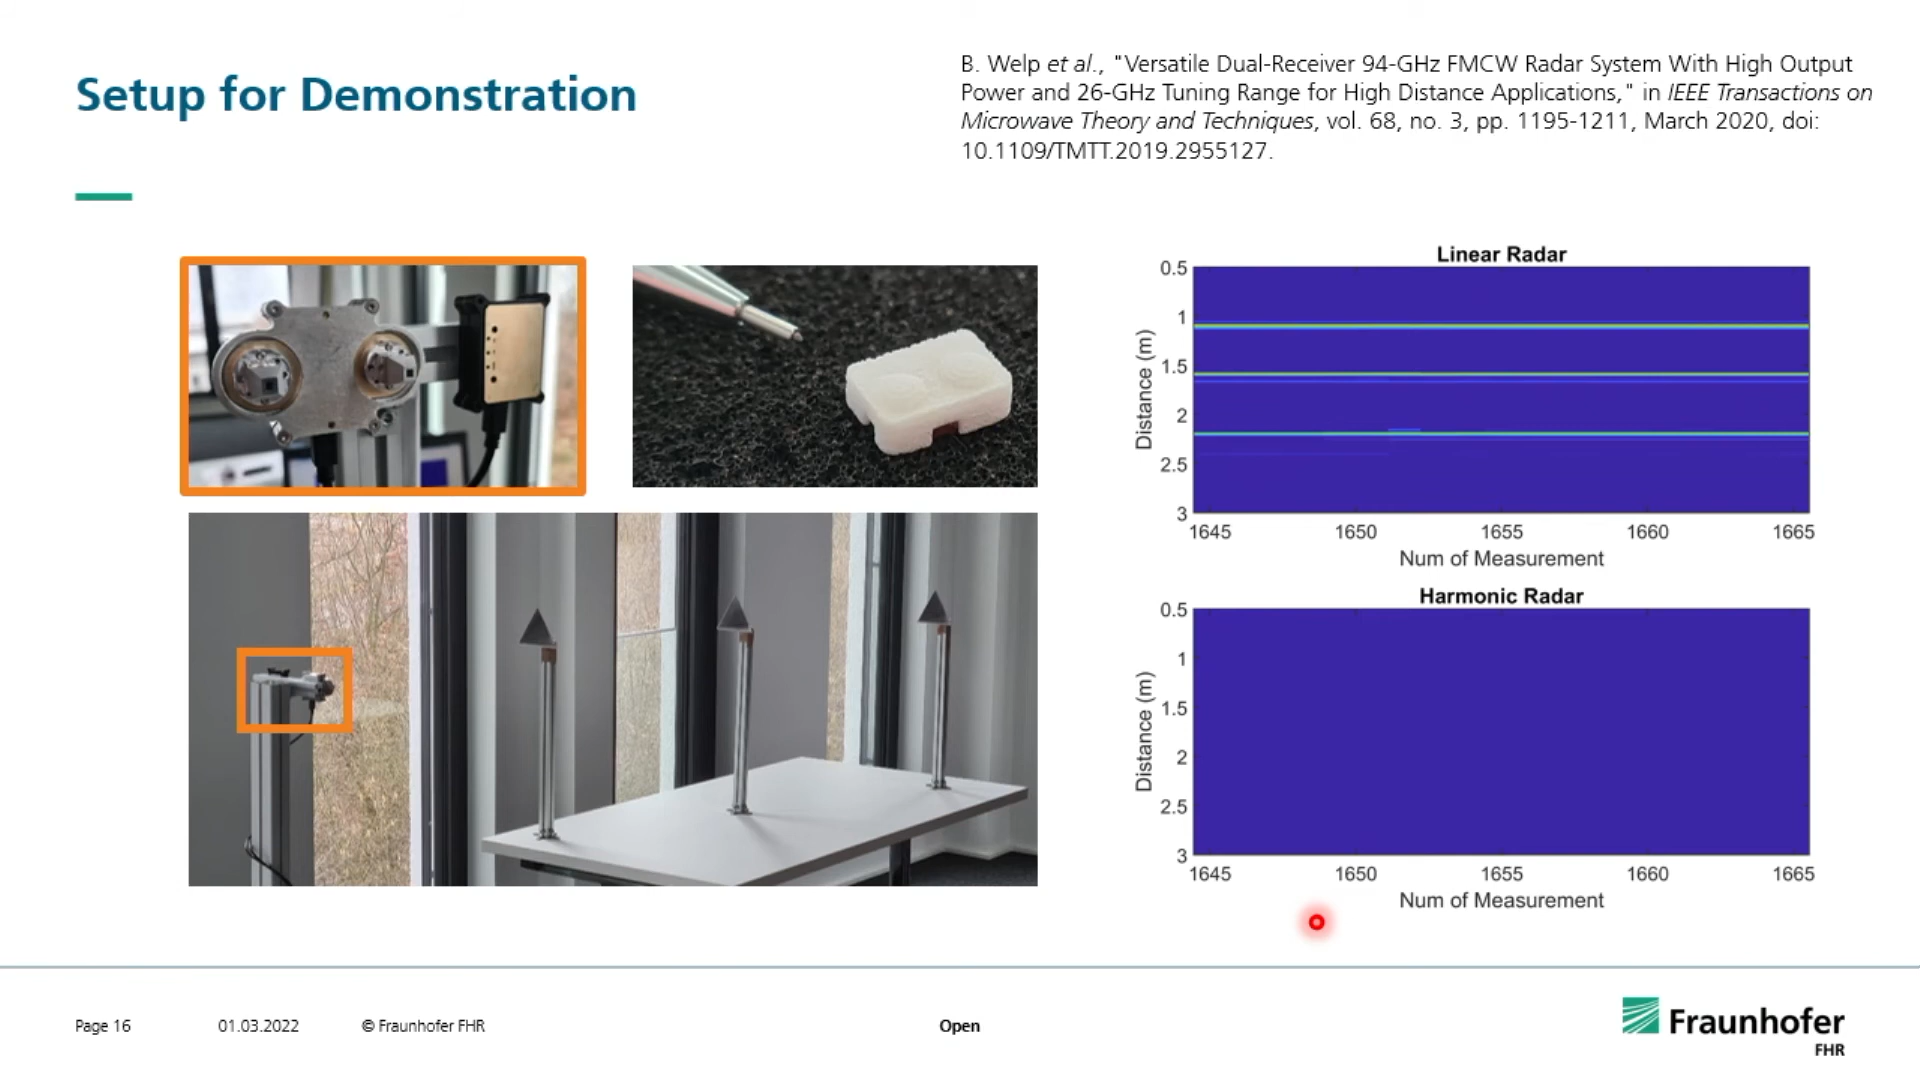 Setup for Demonstration
B. Welp et al., "Versatile Dual-Receiver 94-GHz FMCW Radar System With High Output
Power and 26-GHz Tuning Range for High Distance Applications," in IEEE Transactions on
Microwave Theory and Techniques, vol. 68, no. 3, pp. 1195-1211, March 2020, doi:
10.1109/TMTT.2019.2955127.
Linear Radar
0.5
1
1.5
2
2.5
3
Distance (m)
1645 1650 1655 1660 1665
Num of Measurement
Harmonic Radar
0.5
1
1.5
2
2.5
3
Distance (m)
1645 1650 1655 1660 1665
Num of Measurement
Page 16 01.03.2022 © Fraunhofer FHR Open
Fraunhofer
FHR